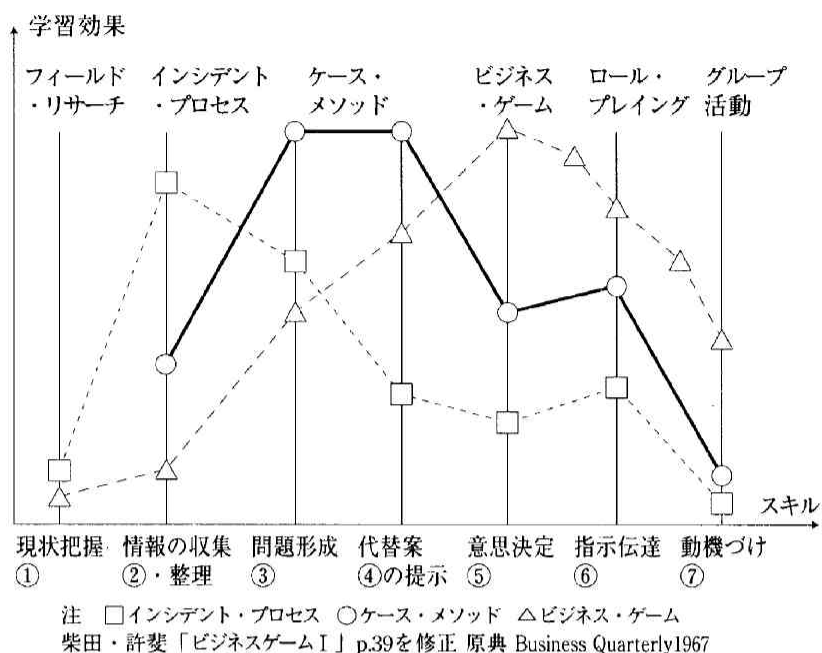 学習効果
フィールド
・リサーチ
インシデント
・プロセス
ケース・
メソッド
ビジネス
・ゲーム
ロール・
プレイング
グループ
活動
スキル
現状把握
①
情報の収集
②・整理
問題形成
③
代替案
④の提示
意思決定
⑤
指示伝達
⑥
動機づけ
⑦
注 □インシデント・プロセス ○ケース・メソッド △ビジネス・ゲーム
柴田・許斐「ビジネスゲームⅠ」p.39を修正 原典 Business Quarterly1967